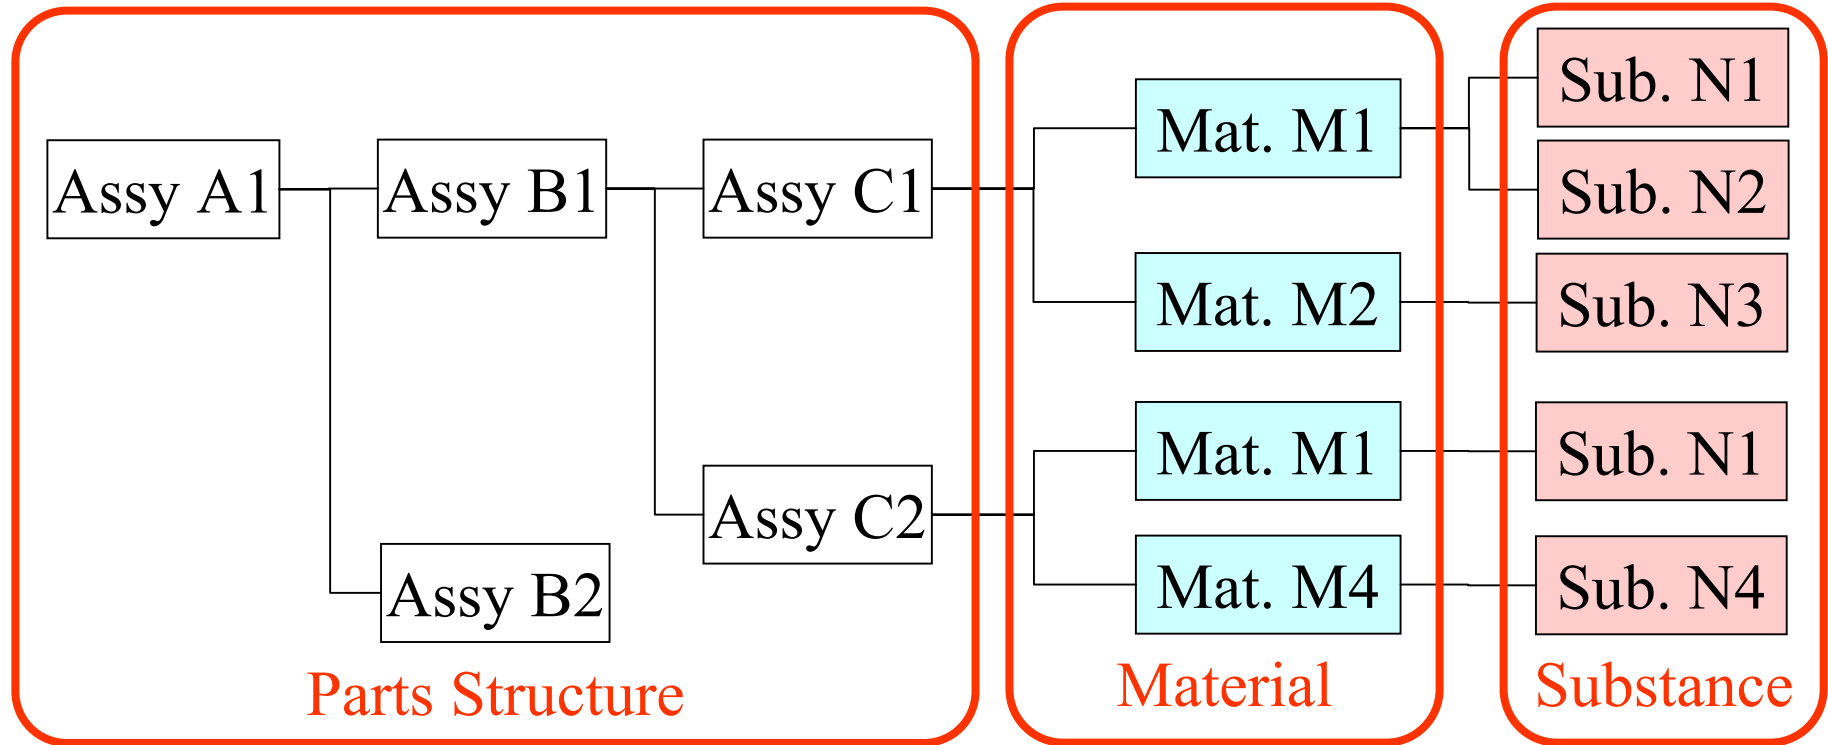 Assy A1
Assy B1
Assy B2
Assy C1
Assy C2
Parts Structure
Mat. M1
Mat. M2
Mat. M1
Mat. M4
Material
Sub. N1
Sub. N2
Sub. N3
Sub. N1
Sub. N4
Substance